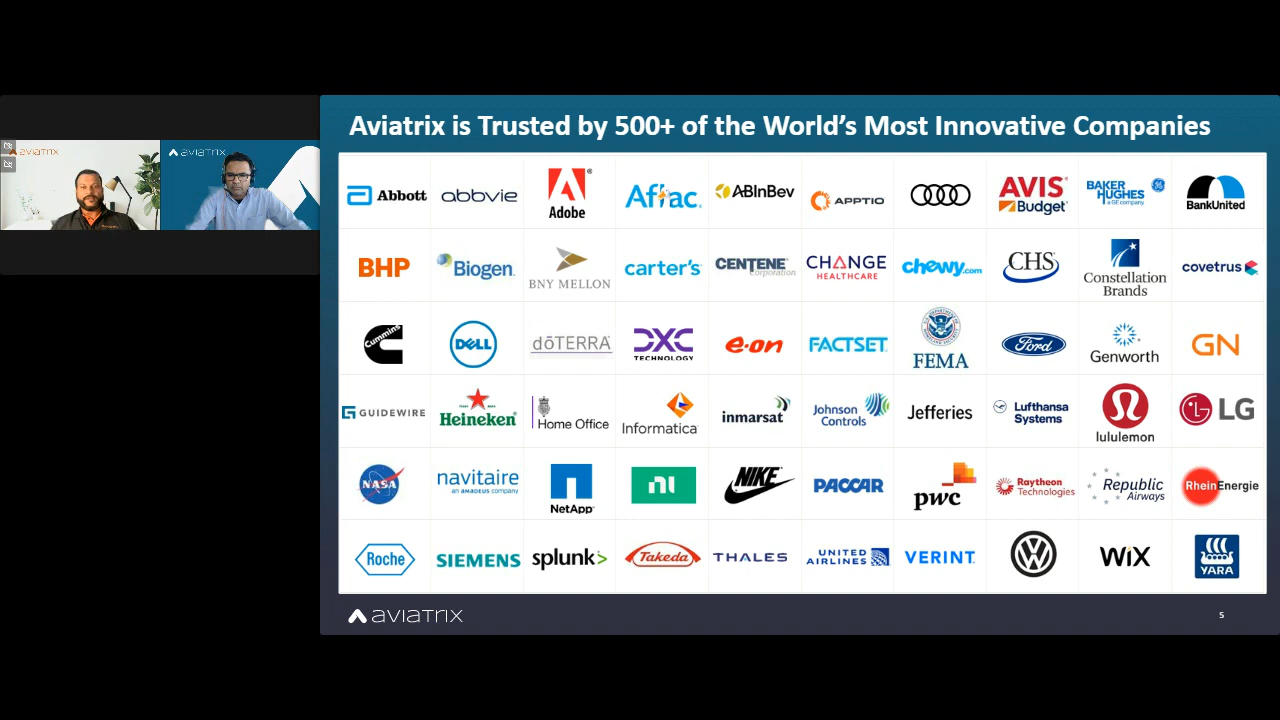 AVIATRIX
AVIATRIX
Aviatrix is Trusted by 500+ of the World's Most Innovative Companies
Abbott
abbvie
Adobe
Aflac
ABInBev
APPTIO
AVIS
Budget
BAKER
HUGHES
a GE company
BankUnited
BHP
Biogen
BNY MELLON
carter's
CENTENE
Corporation
CHANGE
HEALTHCARE
chewy.com
CHS
Constellation
Brands
covetrus
Cummins
DELL
dōTERRA
DXC
TECHNOLOGY
e.on
FACTSET
FEMA
Ford
Genworth
GN
GUIDEWIRE
Heineken
Home Office
Informatica
inmarsat
Johnson
Controls
Jefferies
Lufthansa
Systems
lululemon
LG
NASA
navitaire
an AMADEUS company
NetApp
ni
NIKE
PACCAR
pwc
Raytheon
Technologies
Republic
Airways
RheinEnergie
Roche
SIEMENS
splunk>
Takeda
THALES
UNITED
AIRLINES
VERINT
WiX
YARA
AVIATRIX
5